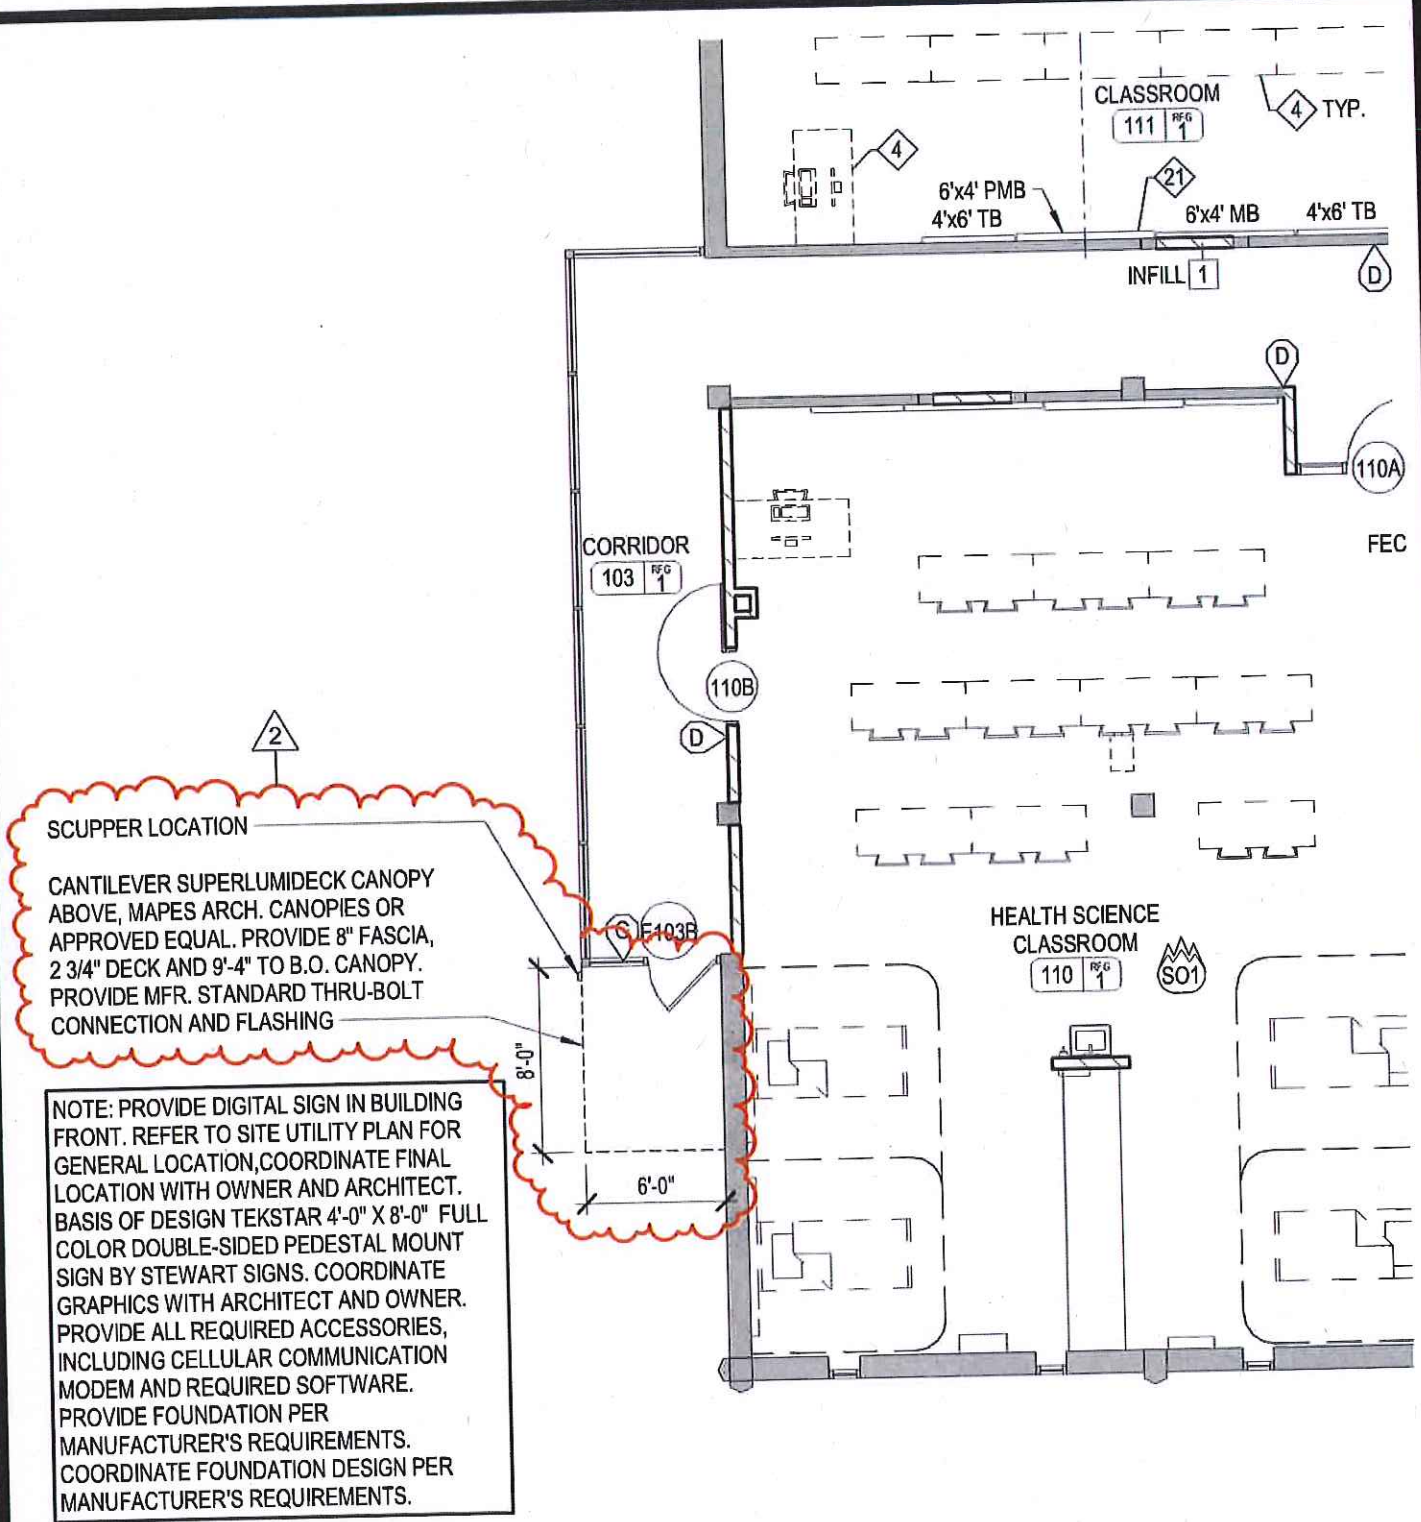 CLASSROOM
111 RFG 1
4 TYP.
4
21
6'x4' PMB
4'x6' TB
6'x4' MB
4'x6' TB
INFILL 1
D
D
110A
FEC
CORRIDOR
103 RFG 1
110B
D
2
SCUPPER LOCATION
CANTILEVER SUPERLUMIDECK CANOPY
ABOVE, MAPES ARCH. CANOPIES OR
APPROVED EQUAL. PROVIDE 8" FASCIA,
2 3/4" DECK AND 9'-4" TO B.O. CANOPY.
PROVIDE MFR. STANDARD THRU-BOLT
CONNECTION AND FLASHING
C
E103B
HEALTH SCIENCE
CLASSROOM
110 RFG 1
SO1
8'-0"
6'-0"
NOTE: PROVIDE DIGITAL SIGN IN BUILDING
FRONT. REFER TO SITE UTILITY PLAN FOR
GENERAL LOCATION,COORDINATE FINAL
LOCATION WITH OWNER AND ARCHITECT.
BASIS OF DESIGN TEKSTAR 4'-0" X 8'-0" FULL
COLOR DOUBLE-SIDED PEDESTAL MOUNT
SIGN BY STEWART SIGNS. COORDINATE
GRAPHICS WITH ARCHITECT AND OWNER.
PROVIDE ALL REQUIRED ACCESSORIES,
INCLUDING CELLULAR COMMUNICATION
MODEM AND REQUIRED SOFTWARE.
PROVIDE FOUNDATION PER
MANUFACTURER'S REQUIREMENTS.
COORDINATE FOUNDATION DESIGN PER
MANUFACTURER'S REQUIREMENTS.